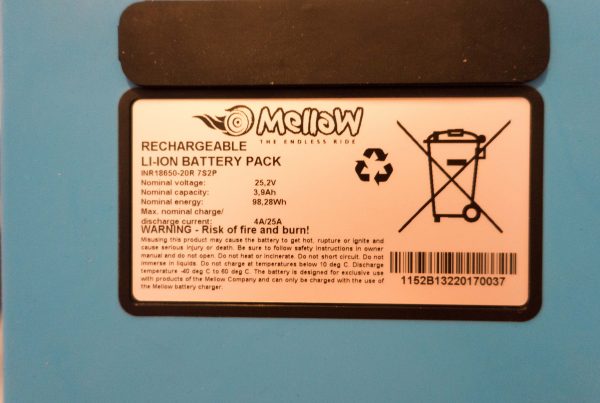 Mellow
THE ENDLESS RIDE
RECHARGEABLE
LI-ION BATTERY PACK
INR18650-20R 7S2P
Nominal voltage: 25,2V
Nominal capacity: 3,9Ah
Nominal energy: 98,28Wh
Max. nominal charge/
discharge current: 4A/25A
WARNING - Risk of fire and burn!
Misusing this product may cause the battery to get hot, rupture or ignite and
cause serious injury or death. Be sure to follow safety instructions in owner
manual and do not open. Do not heat or incinerate. Do not short circuit. Do not
immerse in liquids. Do not charge at temperatures below 10 deg C. Discharge
temperature -40 deg C to 60 deg C. The battery is designed for exclusive use
with products of the Mellow Company and can only be charged with the use of
the Mellow battery charger.
1152B13220170037